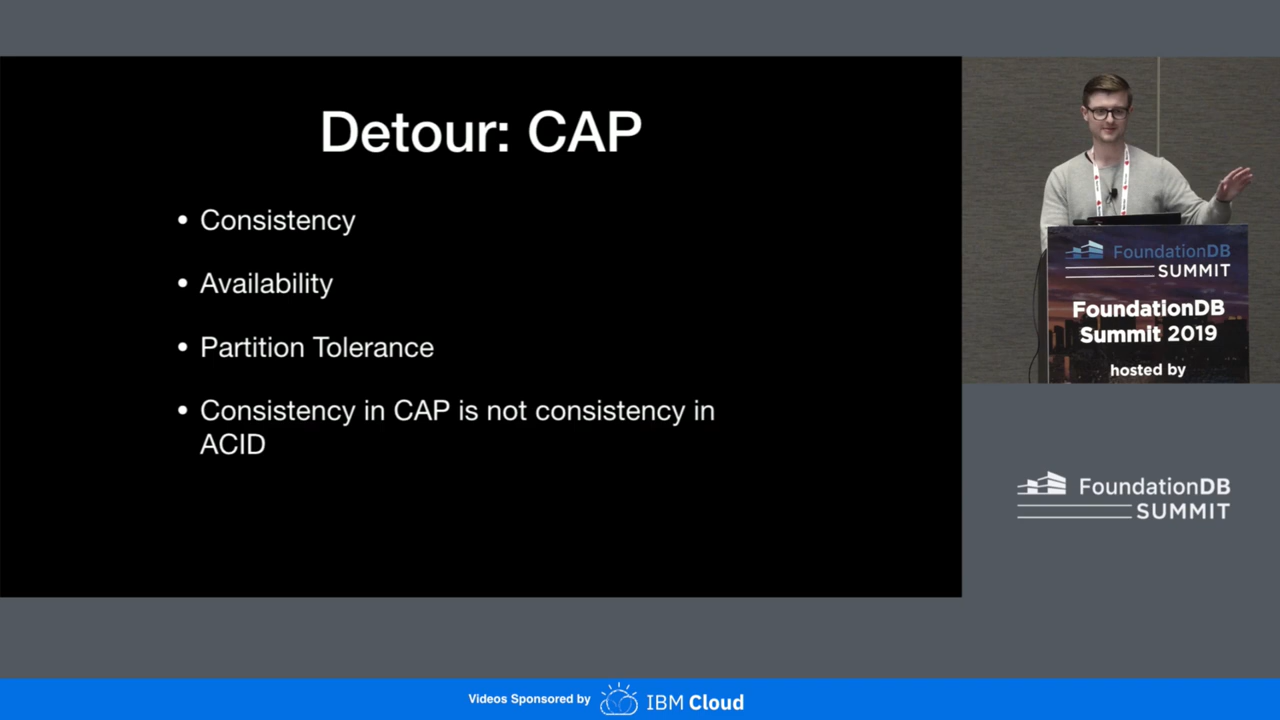 Detour: CAP
• Consistency
• Availability
• Partition Tolerance
• Consistency in CAP is not consistency in
ACID
FoundationDB
SUMMIT
FoundationDB
Summit 2019
hosted by
FoundationDB
SUMMIT
Videos Sponsored by IBM Cloud